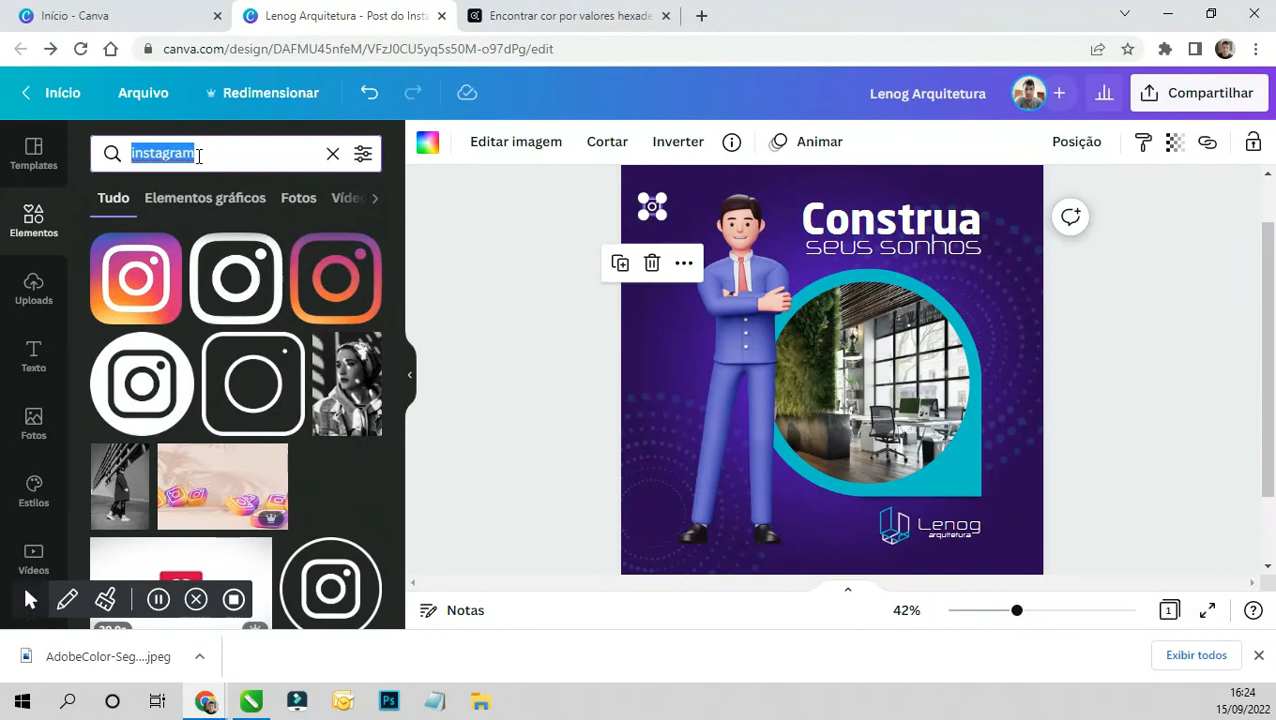 Início - Canva
Lenog Arquitetura - Post do Insta
Encontrar cor por valores hexade
canva.com/design/DAFMU45nfeM/VFzJ0CU5yq5s50M-o97dPg/edit
Início
Arquivo
Redimensionar
Lenog Arquitetura
Compartilhar
Templates
instagram
Editar imagem
Cortar
Inverter
Animar
Posição
Tudo
Elementos gráficos
Fotos
Víde
Elementos
Uploads
Texto
Fotos
Estilos
Vídeos
Construa
seus sonhos
Lenog
arquitetura
Notas
42%
1
AdobeColor-Seg....jpeg
Exibir todos
Ps
16:24
15/09/2022